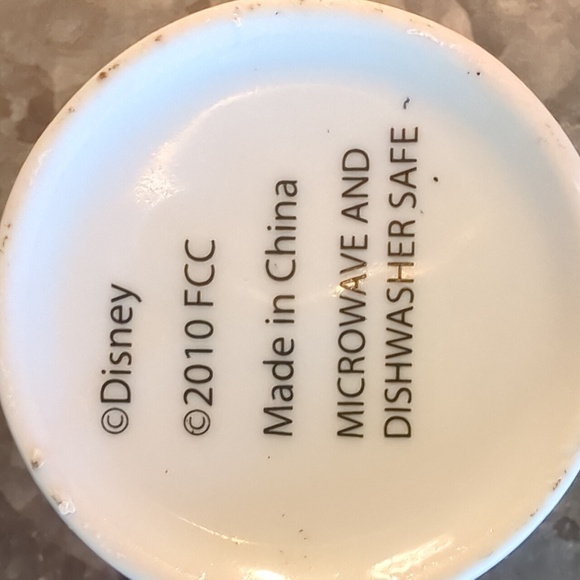 ©Disney
©2010 FCC
Made in China
MICROWAVE AND
DISHWASHER SAFE